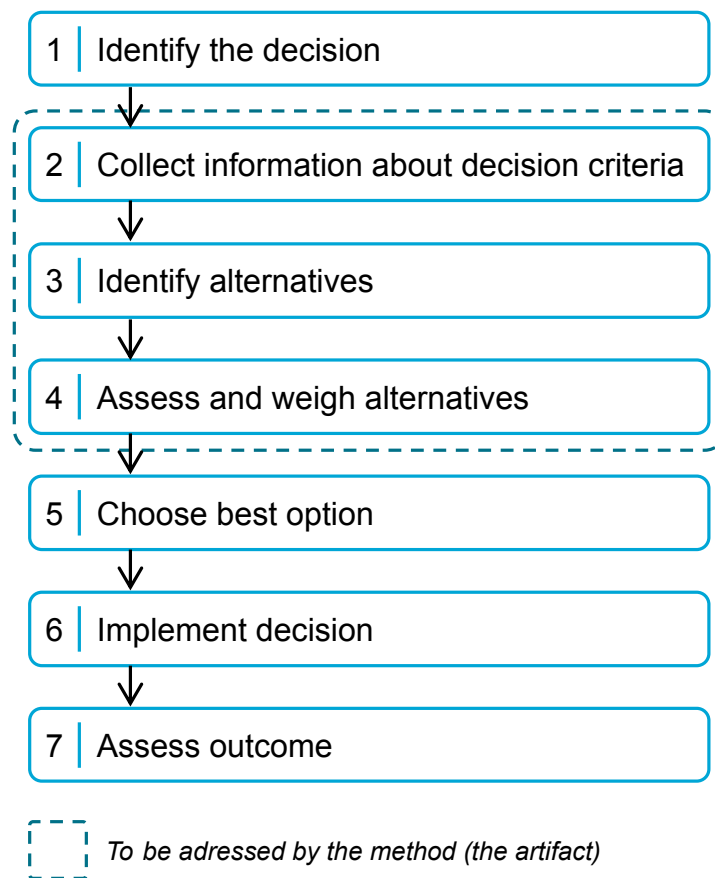 1 Identify the decision
2 Collect information about decision criteria
3 Identify alternatives
4 Assess and weigh alternatives
5 Choose best option
6 Implement decision
7 Assess outcome
To be adressed by the method (the artifact)